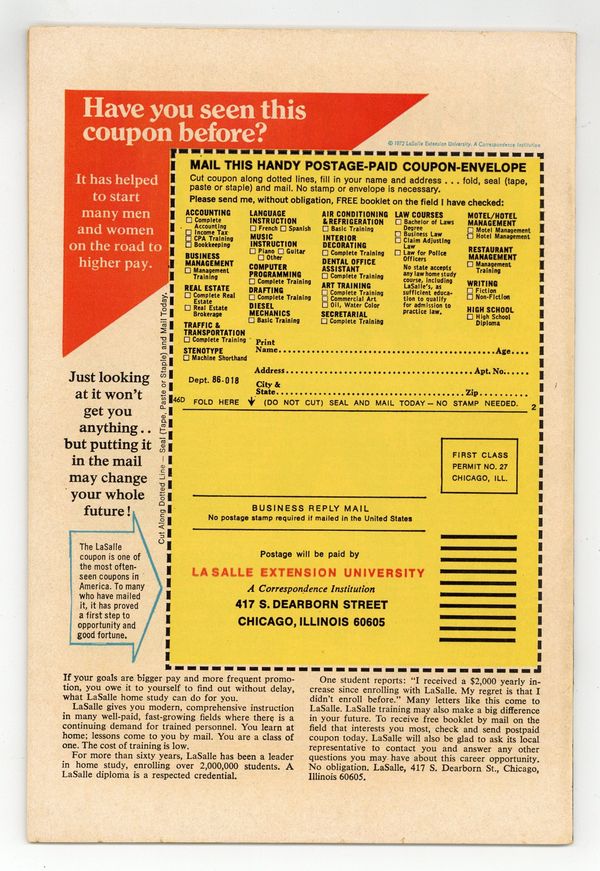 Have you seen this
coupon before?
© 1972 LaSalle Extension University. A Correspondence Institution
It has helped
to start
many men
and women
on the road to
higher pay.
MAIL THIS HANDY POSTAGE-PAID COUPON-ENVELOPE
Cut coupon along dotted lines, fill in your name and address . . . fold, seal (tape,
paste or staple) and mail. No stamp or envelope is necessary.
Please send me, without obligation, FREE booklet on the field I have checked:
ACCOUNTING
☐ Complete
Accounting
☐ Income Tax
☐ CPA Training
☐ Bookkeeping
BUSINESS
MANAGEMENT
☐ Management
Training
REAL ESTATE
☐ Complete Real
Estate
☐ Real Estate
Brokerage
TRAFFIC &
TRANSPORTATION
☐ Complete Training
STENOTYPE
☐ Machine Shorthand
LANGUAGE
INSTRUCTION
☐ French ☐ Spanish
MUSIC
INSTRUCTION
☐ Piano ☐ Guitar
☐ Other
COMPUTER
PROGRAMMING
☐ Complete Training
DRAFTING
☐ Complete Training
DIESEL
MECHANICS
☐ Basic Training
AIR CONDITIONING
& REFRIGERATION
☐ Basic Training
INTERIOR
DECORATING
☐ Complete Training
DENTAL OFFICE
ASSISTANT
☐ Complete Training
ART TRAINING
☐ Complete Training
☐ Commercial Art
☐ Oil, Water Color
SECRETARIAL
☐ Complete Training
LAW COURSES
☐ Bachelor of Laws
Degree
☐ Business Law
☐ Claim Adjusting
Law
☐ Law for Police
Officers
No state accepts
any law home study
course, including
LaSalle's, as
sufficient educa-
tion to qualify
for admission to
practice law.
MOTEL/HOTEL
MANAGEMENT
☐ Motel Management
☐ Hotel Management
RESTAURANT
MANAGEMENT
☐ Management
Training
WRITING
☐ Fiction
☐ Non-Fiction
HIGH SCHOOL
☐ High School
Diploma
Print
Name Age
Address Apt. No.
Dept. 86-018
City &
State Zip
46D FOLD HERE (DO NOT CUT) SEAL AND MAIL TODAY — NO STAMP NEEDED. 2
Cut Along Dotted Line — Seal (Tape, Paste or Staple) and Mail Today.
Just looking
at it won't
get you
anything . .
but putting it
in the mail
may change
your whole
future!
The LaSalle
coupon is one of
the most often-
seen coupons in
America. To many
who have mailed
it, it has proved
a first step to
opportunity and
good fortune.
FIRST CLASS
PERMIT NO. 27
CHICAGO, ILL.
BUSINESS REPLY MAIL
No postage stamp required if mailed in the United States
Postage will be paid by
LA SALLE EXTENSION UNIVERSITY
A Correspondence Institution
417 S. DEARBORN STREET
CHICAGO, ILLINOIS 60605
If your goals are bigger pay and more frequent promo-
tion, you owe it to yourself to find out without delay,
what LaSalle home study can do for you.
LaSalle gives you modern, comprehensive instruction
in many well-paid, fast-growing fields where there is a
continuing demand for trained personnel. You learn at
home; lessons come to you by mail. You are a class of
one. The cost of training is low.
For more than sixty years, LaSalle has been a leader
in home study, enrolling over 2,000,000 students. A
LaSalle diploma is a respected credential.
One student reports: "I received a $2,000 yearly in-
crease since enrolling with LaSalle. My regret is that I
didn't enroll before." Many letters like this come to
LaSalle. LaSalle training may also make a big difference
in your future. To receive free booklet by mail on the
field that interests you most, check and send postpaid
coupon today. LaSalle will also be glad to ask its local
representative to contact you and answer any other
questions you may have about this career opportunity.
No obligation. LaSalle, 417 S. Dearborn St., Chicago,
Illinois 60605.